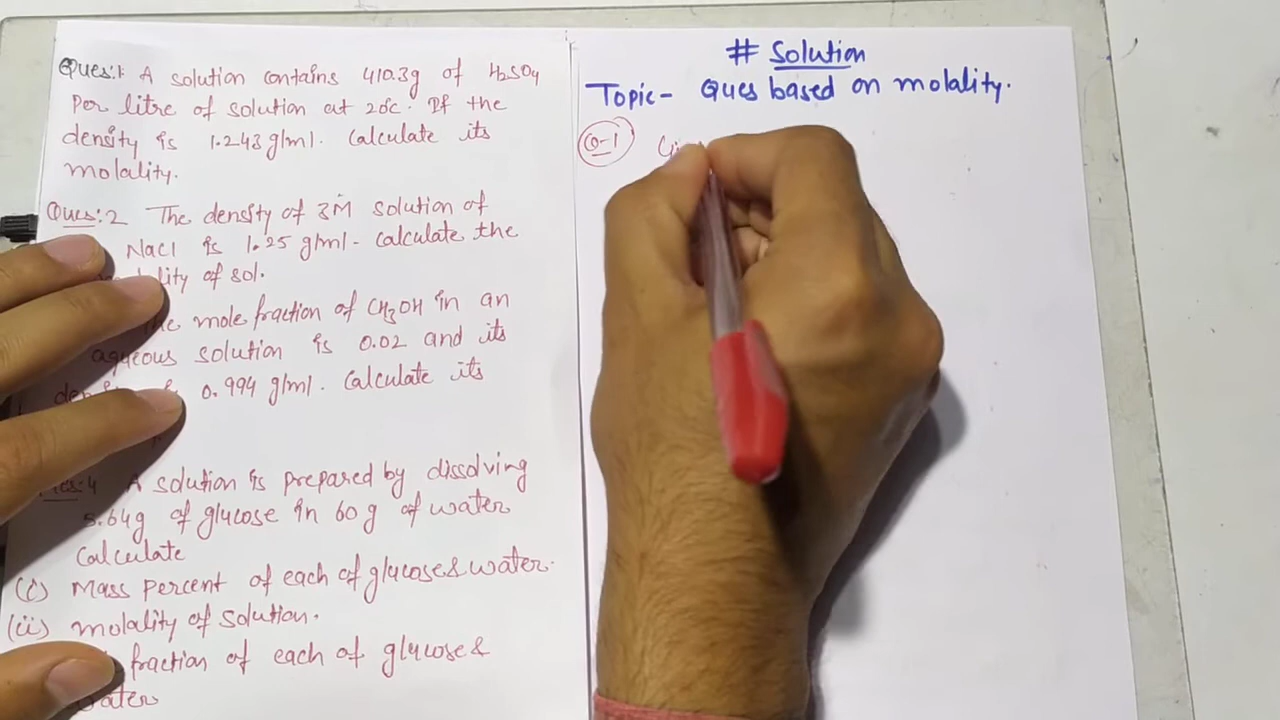 Ques:1 A solution contains 410.3g of H2SO4
Per litre of solution at 20°c. If the
density is 1.243 g/ml. Calculate its
molality.
Ques:2 The density of 3M solution of
NaCl is 1.25 g/ml- Calculate the
of sol.
mole fraction of CH3OH in an
aqueous solution is 0.02 and its
0.994 g/ml. Calculate its
A solution is prepared by dissolving
5.64g of glucose in 60g of water
Calculate
(i) Mass percent of each of glucose & water.
(ii) molality of solution.
fraction of each of glucose &
water
# Solution
Topic- Ques based on molality.
Q-1